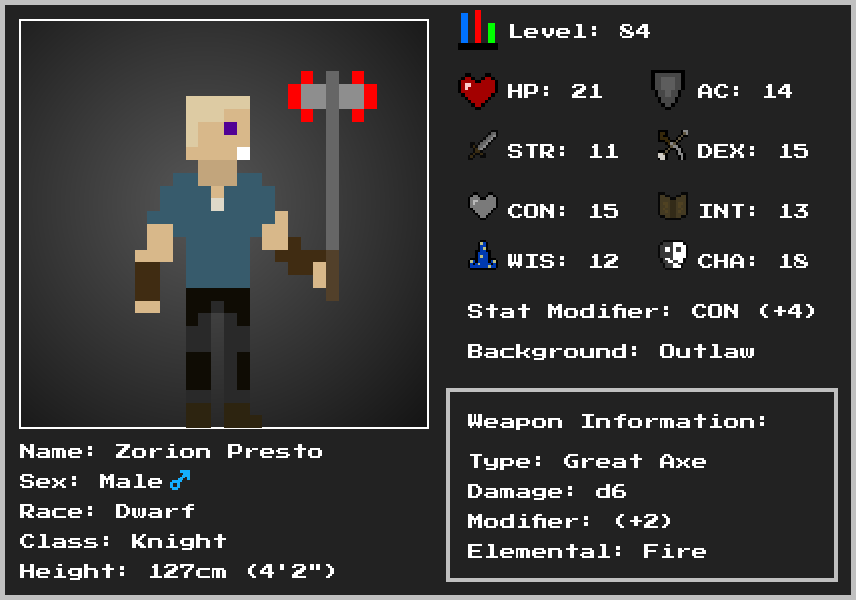 Level: 84
HP: 21 AC: 14
STR: 11 DEX: 15
CON: 15 INT: 13
WIS: 12 CHA: 18
Stat Modifier: CON (+4)
Background: Outlaw
Name: Zorion Presto
Sex: Male ♂
Race: Dwarf
Class: Knight
Height: 127cm (4'2")
Weapon Information:
Type: Great Axe
Damage: d6
Modifier: (+2)
Elemental: Fire